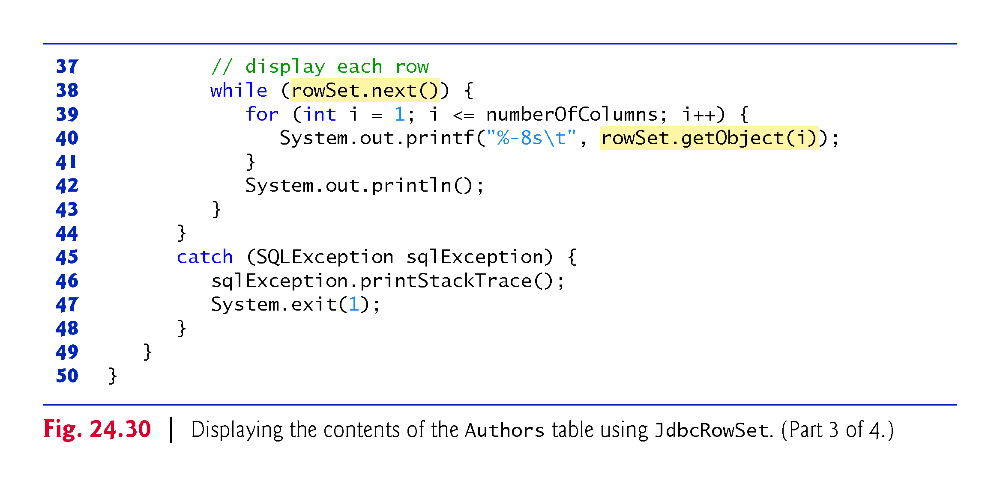 37 // display each row
38 while (rowSet.next()) {
39 for (int i = 1; i <= numberOfColumns; i++) {
40 System.out.printf("%-8s\t", rowSet.getObject(i));
41 }
42 System.out.println();
43 }
44 }
45 catch (SQLException sqlException) {
46 sqlException.printStackTrace();
47 System.exit(1);
48 }
49 }
50 }
Fig. 24.30 | Displaying the contents of the Authors table using JdbcRowSet. (Part 3 of 4.)